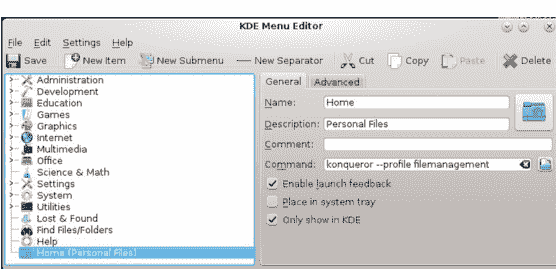 KDE Menu Editor
File Edit Settings Help
Save New Item New Submenu New Separator Cut Copy Paste Delete
Administration
Development
Education
Games
Graphics
Internet
Multimedia
Office
Science & Math
Settings
System
Utilities
Lost & Found
Find Files/Folders
Help
Home (Personal Files)
General Advanced
Name: Home
Description: Personal Files
Comment:
Command: konqueror --profile filemanagement
Enable launch feedback
Place in system tray
Only show in KDE